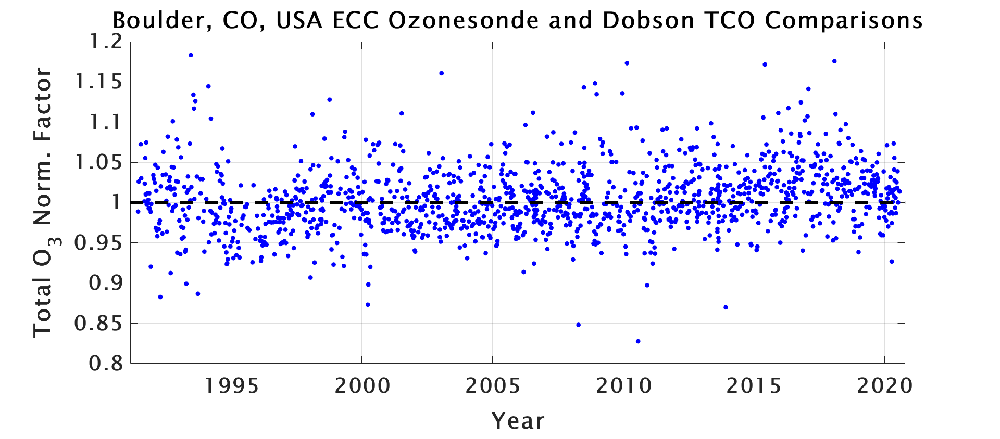 Boulder, CO, USA ECC Ozonesonde and Dobson TCO Comparisons
Total O3 Norm. Factor
1.2
1.15
1.1
1.05
1
0.95
0.9
0.85
0.8
1995 2000 2005 2010 2015 2020
Year